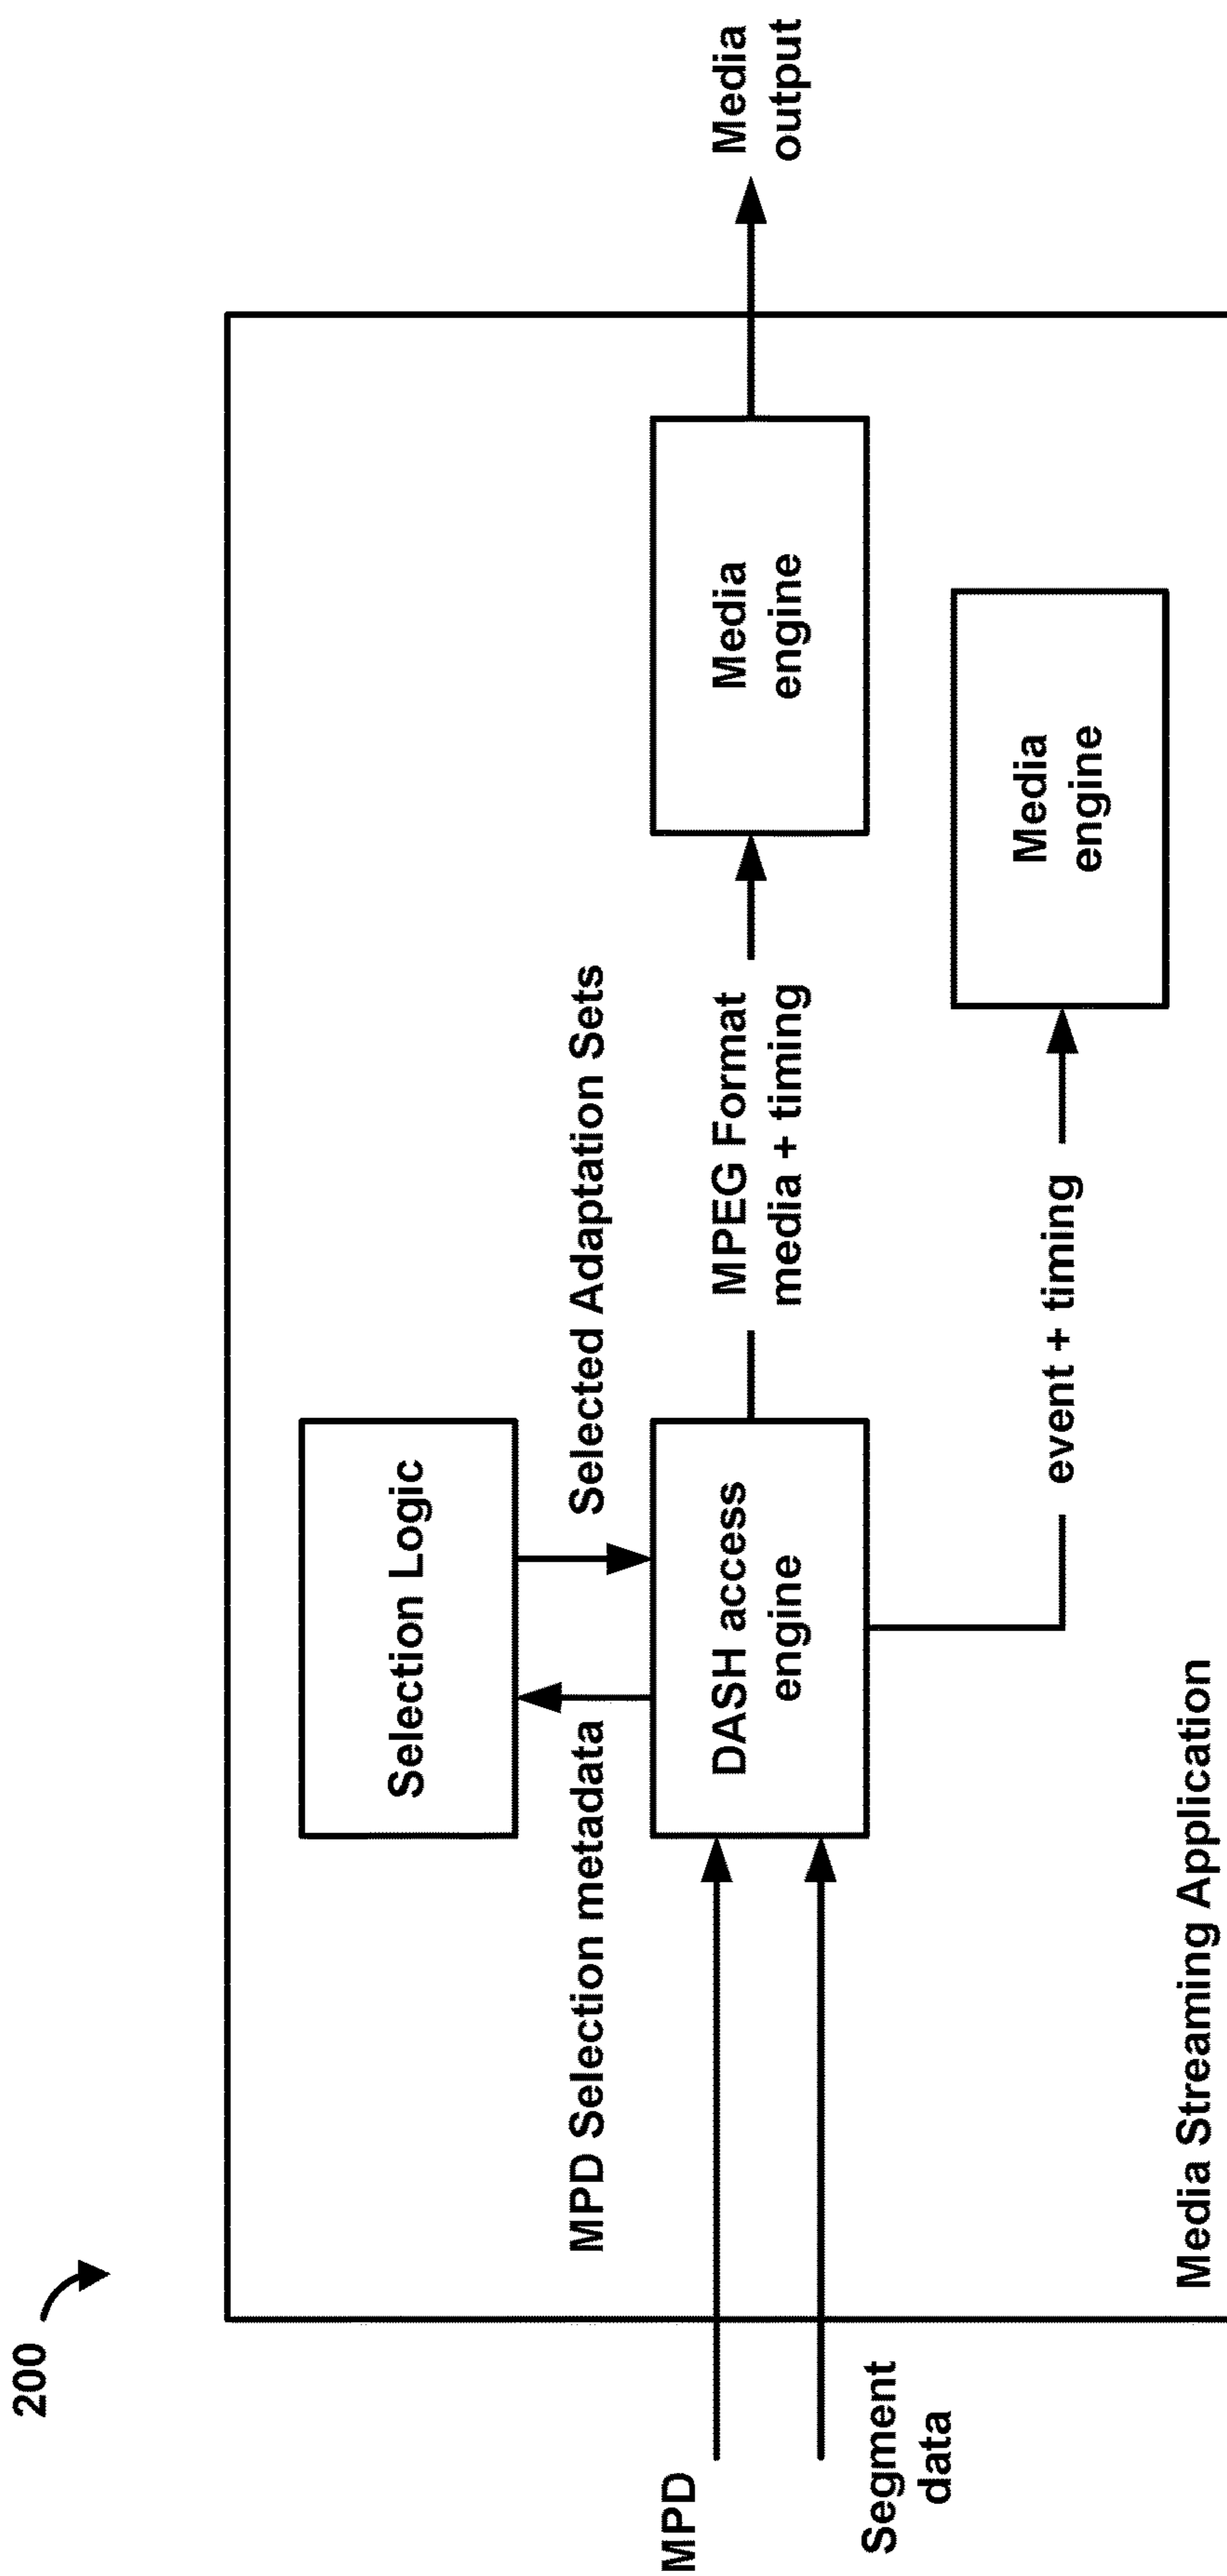 200
Selection Logic
MPD Selection metadata
Selected Adaptation Sets
MPD
DASH access
engine
MPEG Format
media + timing
Media
engine
Media
output
Segment
data
event + timing
Media
engine
Media Streaming Application